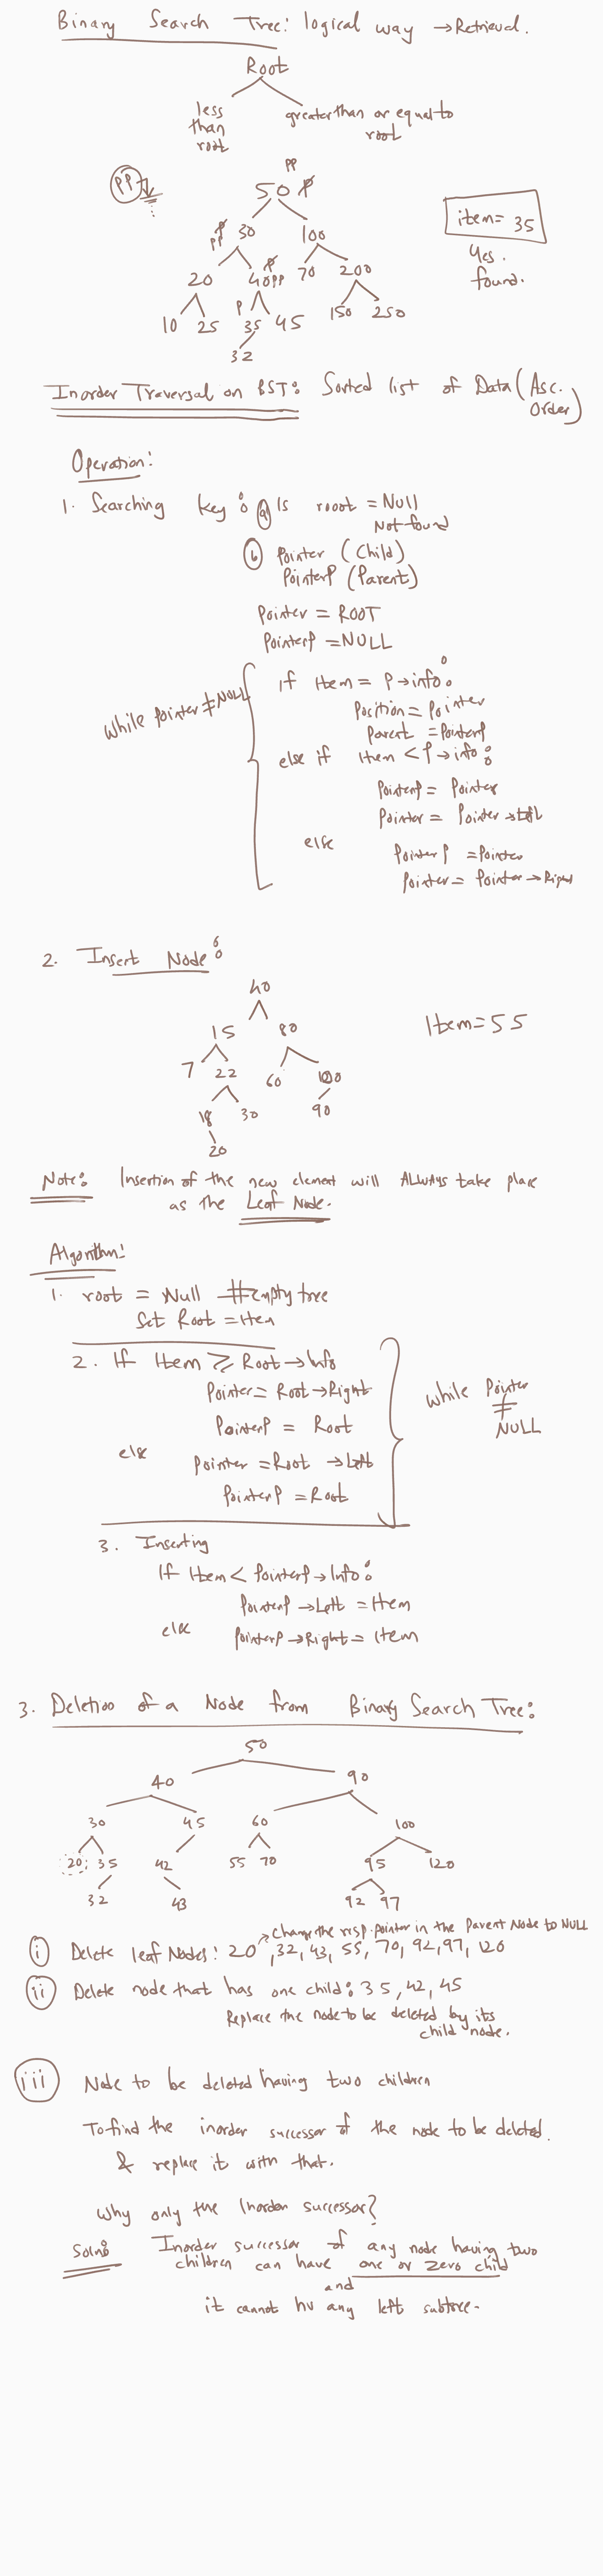 Binary Search Tree: logical way → Retrieval.
Root
less than root
greater than or equal to root
PP
PP
50 P
P 30 100
PP P
20 40 PP 70 200
P
10 25 35 45 150 250
32
item = 35
Yes.
found.
Inorder Traversal on BST: Sorted list of Data (Asc. Order)
Operation:
1. Searching key: (a) Is rooot = Null
Not found
(b) Pointer (Child)
PointerP (Parent)
Pointer = ROOT
PointerP = NULL
while pointer ≠ NULL
if Item = P→info:
Position = Pointer
Parent = PointerP
else if Item < P→info:
PointerP = Pointer
Pointer = Pointer→Left
else
PointerP = Pointer
Pointer = Pointer→Right
2. Insert Node:
40
15 80
7 22 60 100
18 30 90
20
Item = 55
Note: Insertion of the new element will ALWAYS take place
as the Leaf Node.
Algorithm:
1. root = Null # empty tree
Set Root = Item
2. If Item ≥ Root→Info
Pointer = Root→Right
PointerP = Root
else Pointer = Root→Left
PointerP = Root
while Pointer ≠ NULL
3. Inserting
If Item < PointerP→Info:
PointerP→Left = Item
else PointerP→Right = Item
3. Deletion of a Node from Binary Search Tree:
50
40 90
30 45 60 100
20 35 42 55 70 95 120
32 43 92 97
→ Change the resp. pointer in the Parent Node to NULL
(i) Delete leaf Nodes: 20, 32, 43, 55, 70, 92, 97, 120
(ii) Delete node that has one child: 35, 42, 45
Replace the node to be deleted by its
child node.
(iii) Node to be deleted having two children
To find the inorder successor of the node to be deleted.
& replace it with that.
Why only the Inorder successor?
Soln: Inorder successor of any node having two
children can have one or zero child
and
it cannot hv any left subtree.